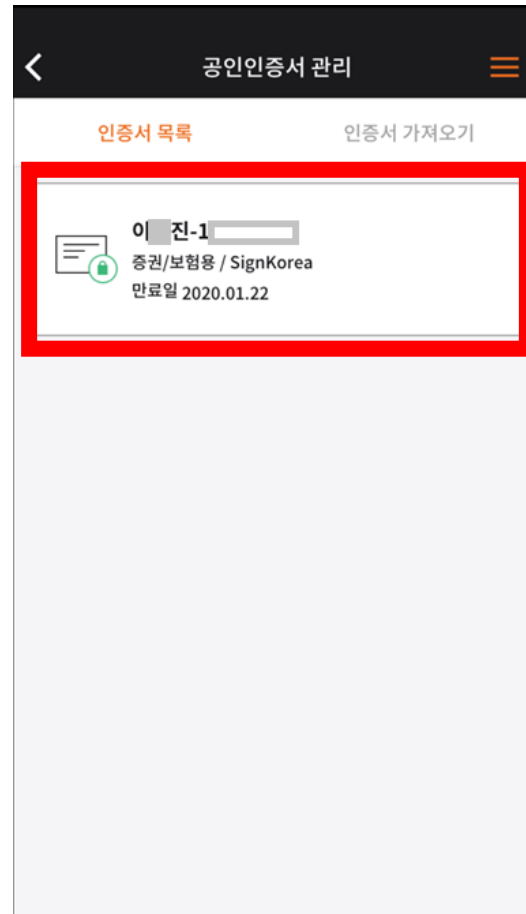 공인인증서 관리
인증서 목록 인증서 가져오기
이 진-1
증권/보험용 / SignKorea
만료일 2020.01.22